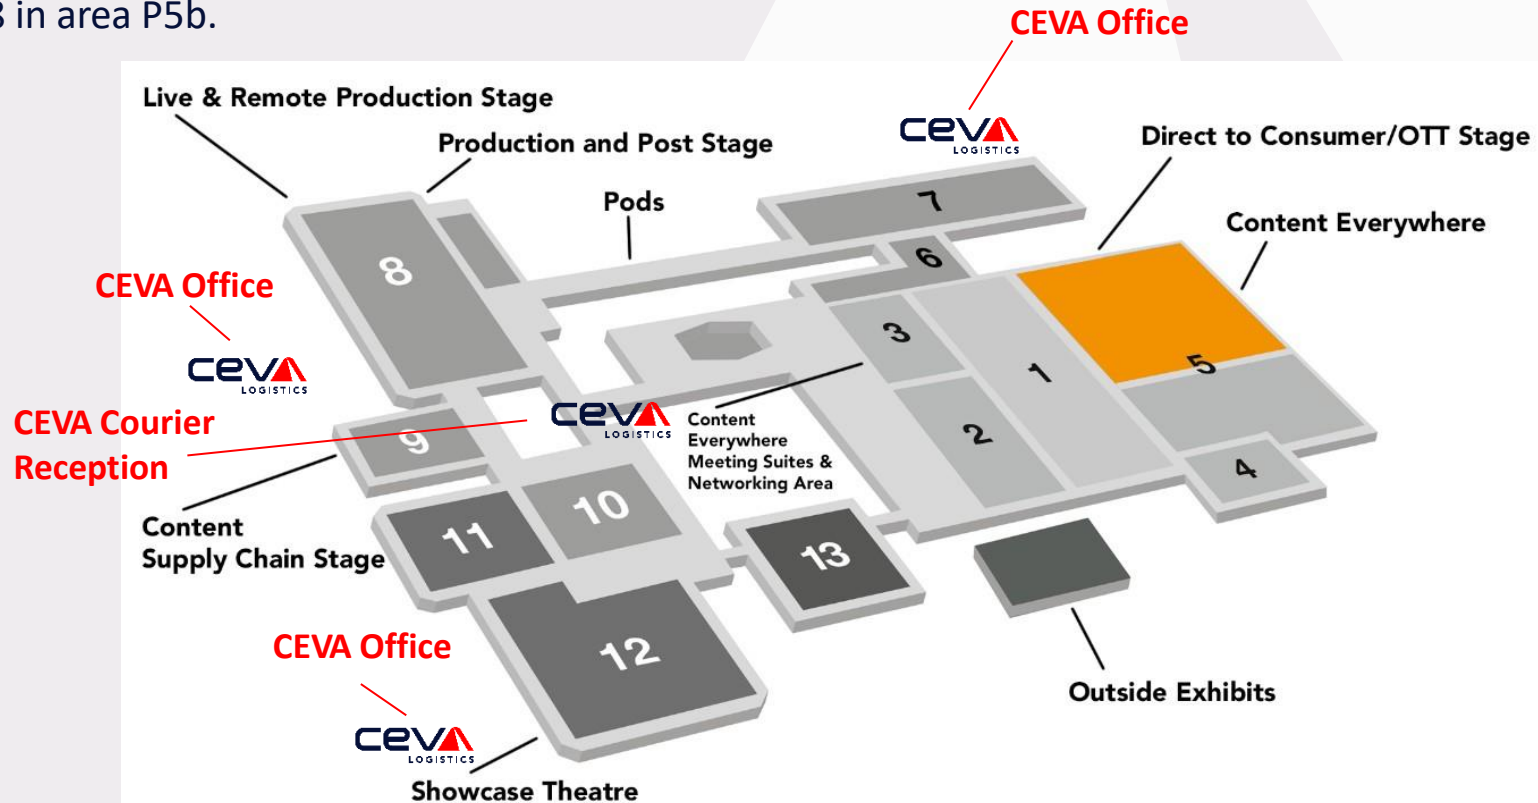 8 in area P5b.
CEVA Office
Live & Remote Production Stage
CEVA
LOGISTICS
Direct to Consumer/OTT Stage
Production and Post Stage
Pods
7
Content Everywhere
6
8
CEVA Office
3
5
1
CEVA
LOGISTICS
CEVA
LOGISTICS
CEVA Courier
Reception
Content
Everywhere
Meeting Suites &
Networking Area
2
9
4
10
11
Content
Supply Chain Stage
13
CEVA Office
12
Outside Exhibits
CEVA
LOGISTICS
Showcase Theatre